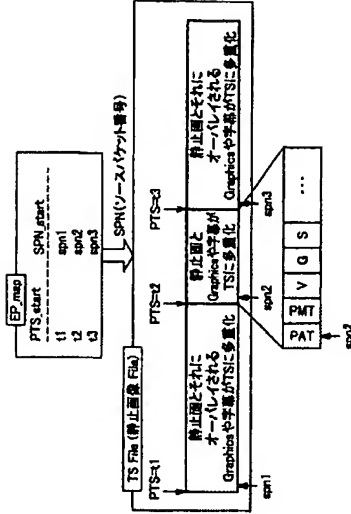 EP_map
PTS_start SPN_start
t1 spn1
t2 spn2
t3 spn3
SPN(ソースパケット番号)
TS File (静止画像 File)
PTS=t1
PTS=t2
PTS=t3
静止画とそれに
オーバレイされる
Graphicsや字幕がTSに多重化
静止画と
Graphicsや字幕が
TSに多重化
静止画とそれに
オーバレイされる
Graphicsや字幕がTSに多重化
spn1
spn2
spn3
PAT PMT V G S ...
spn2